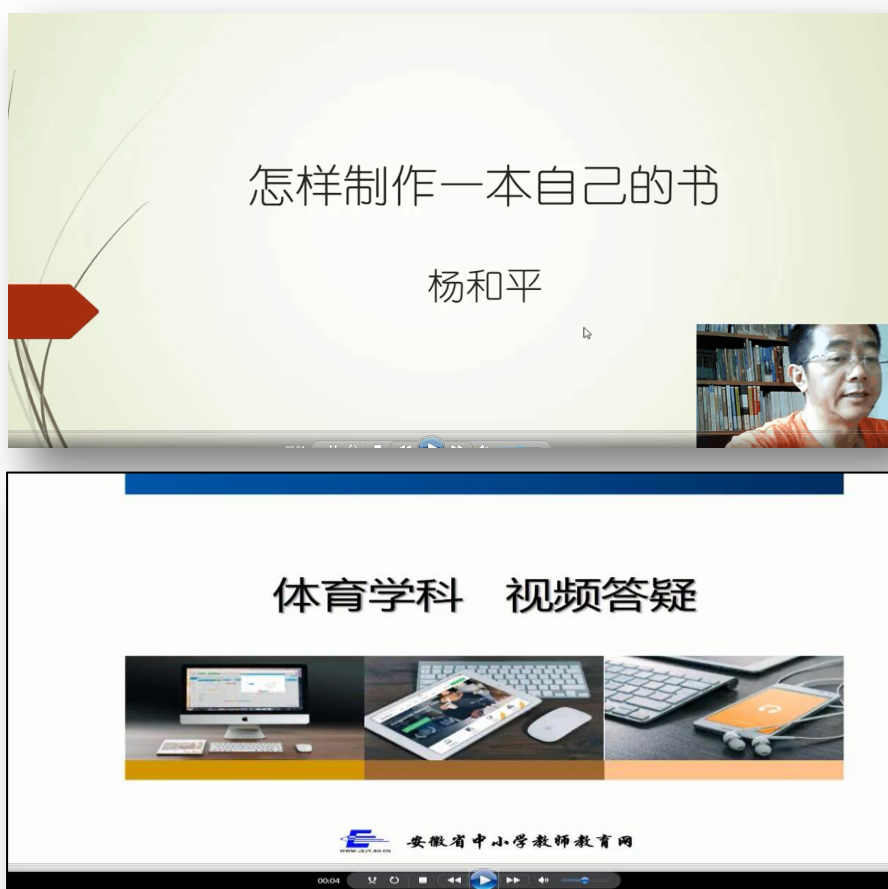 怎样制作一本自己的书
杨和平
体育学科 视频答疑
安徽省中小学教师教育网
00:04